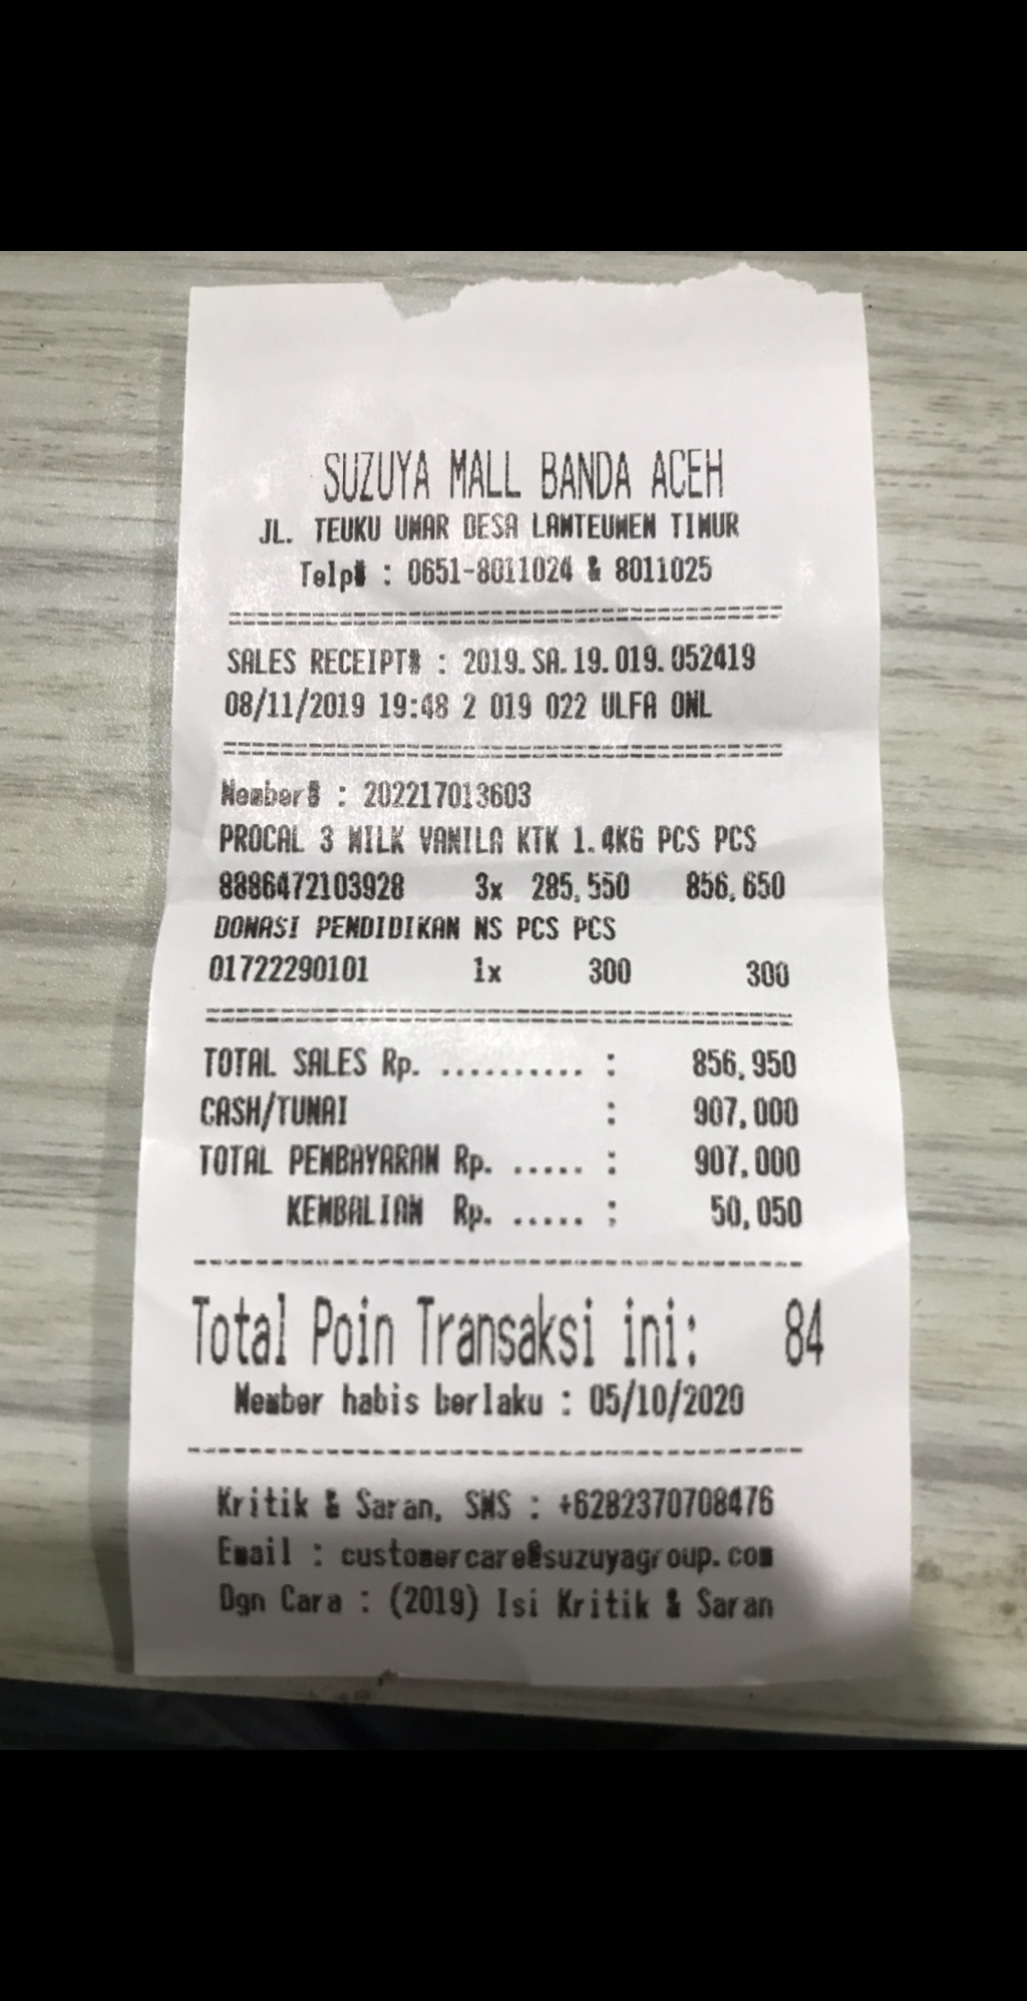 SUZUYA MALL BANDA ACEH
JL. TEUKU UMAR DESA LAMTEUMEN TIMUR
Telp# : 0651-8011024 & 8011025
========================================
SALES RECEIPT# : 2019.SA.19.019.052419
08/11/2019 19:48 2 019 022 ULFA ONL
========================================
Member# : 202217013603
PROCAL 3 MILK VANILA KTK 1.4KG PCS PCS
8886472103928 3x 285,550 856,650
DONASI PENDIDIKAN NS PCS PCS
01722290101 1x 300 300
========================================
TOTAL SALES Rp. .......... : 856,950
CASH/TUNAI : 907,000
TOTAL PEMBAYARAN Rp. ..... : 907,000
KEMBALIAN Rp. ..... : 50,050
----------------------------------------
Total Poin Transaksi ini: 84
Member habis berlaku : 05/10/2020
----------------------------------------
Kritik & Saran, SMS : +6282370708476
Email : customercare@suzuyagroup.com
Dgn Cara : (2019) Isi Kritik & Saran